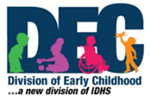 DEC
Division of Early Childhood
...a new division of IDHS